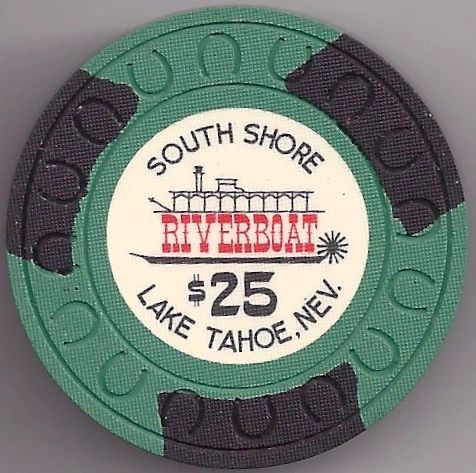 SOUTH SHORE
RIVERBOAT
$25
LAKE TAHOE, NEV.